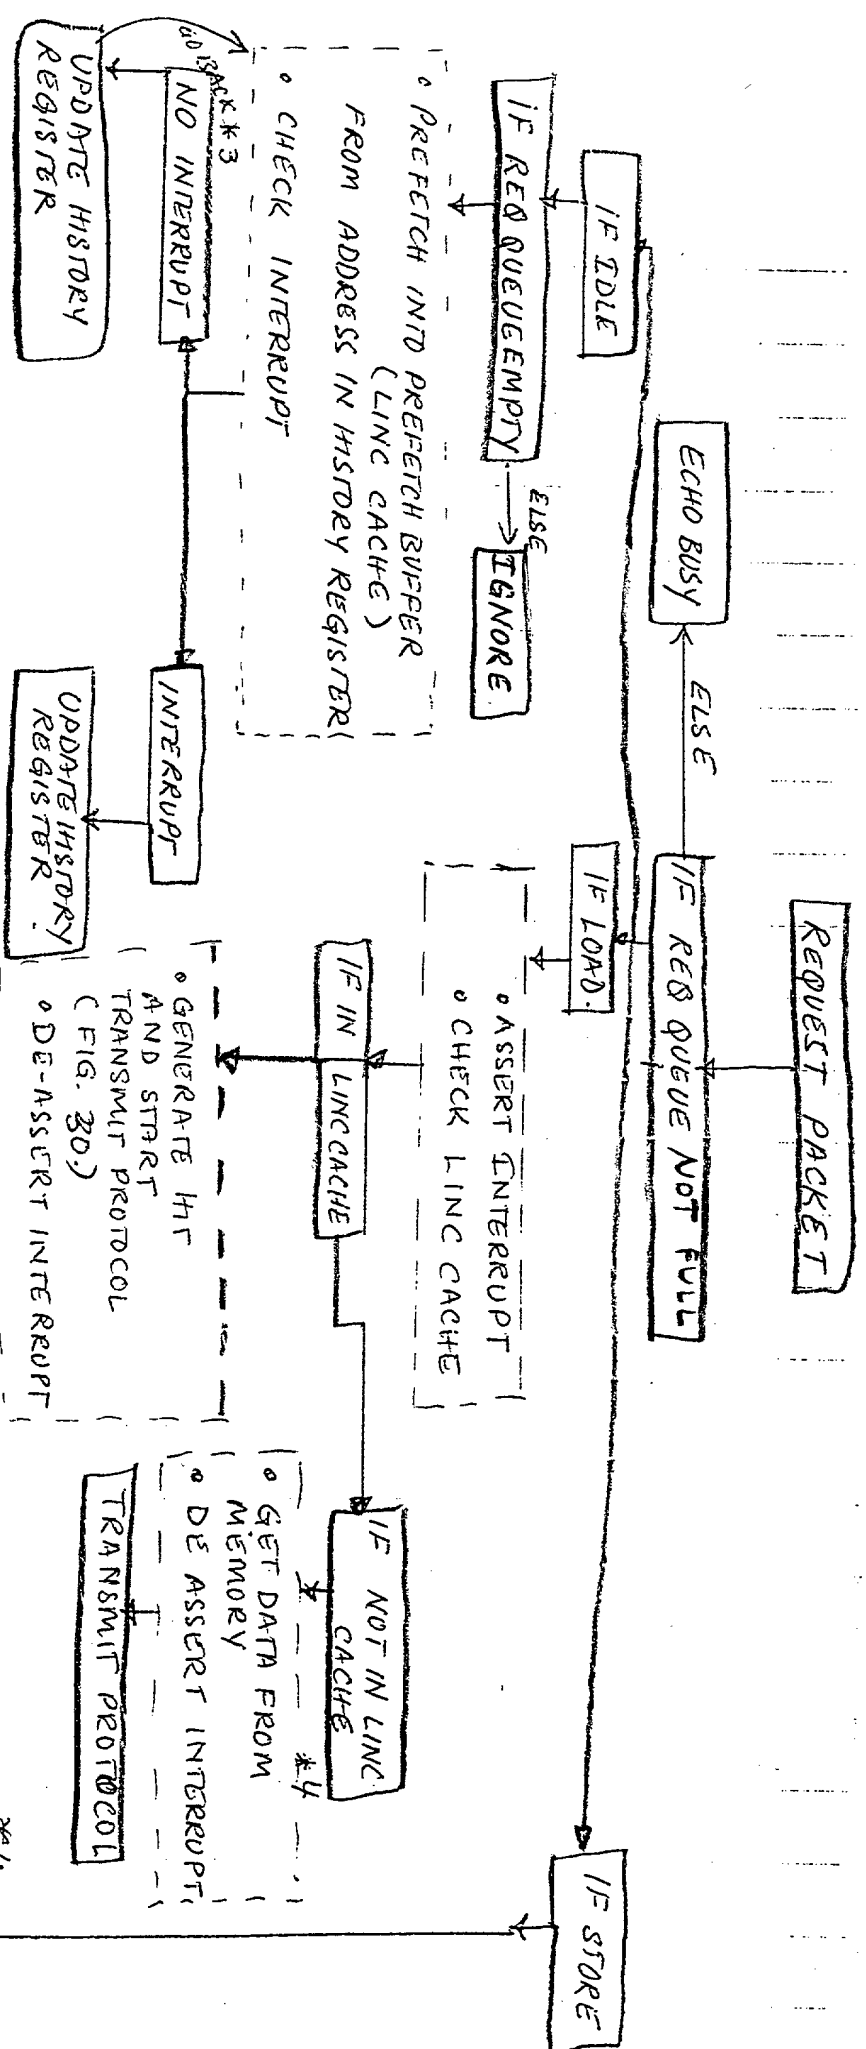 REQUEST PACKET
IF REQ QUEUE NOT FULL
ELSE
ECHO BUSY
IF IDLE
IF LOAD.
IF STORE
IF REQ QUEUE EMPTY
ELSE
IGNORE
• PREFETCH INTO PREFETCH BUFFER
(LINC CACHE)
FROM ADDRESS IN HISTORY REGISTER
• CHECK INTERRUPT
GO BACK *3
NO INTERRUPT
UPDATE HISTORY
REGISTER
INTERRUPT
UPDATE HISTORY
REGISTER.
• ASSERT INTERRUPT
• CHECK LINC CACHE
IF IN LINC CACHE
• GENERATE HIT
AND START
TRANSMIT PROTOCOL
(FIG. 30.)
• DE-ASSERT INTERRUPT
IF NOT IN LINC
CACHE
*4
• GET DATA FROM
MEMORY
• DE ASSERT INTERRUPT
TRANSMIT PROTOCOL